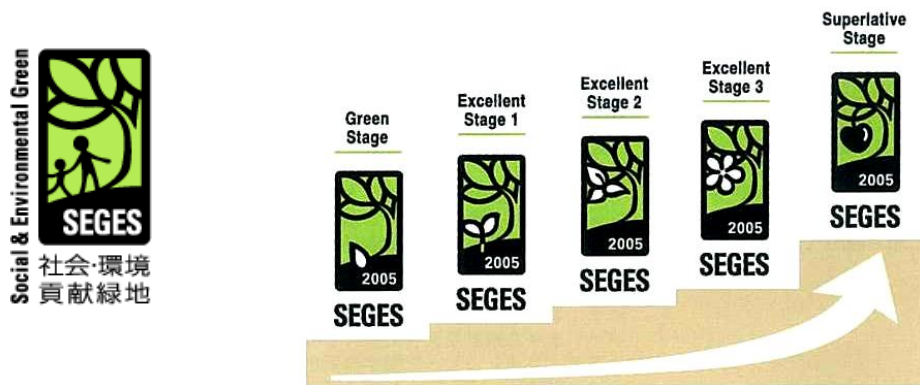 Social & Environmental Green
SEGES
社会·環境
貢献緑地
Green
Stage
2005
SEGES
Excellent
Stage 1
2005
SEGES
Excellent
Stage 2
2005
SEGES
Excellent
Stage 3
2005
SEGES
Superlative
Stage
2005
SEGES